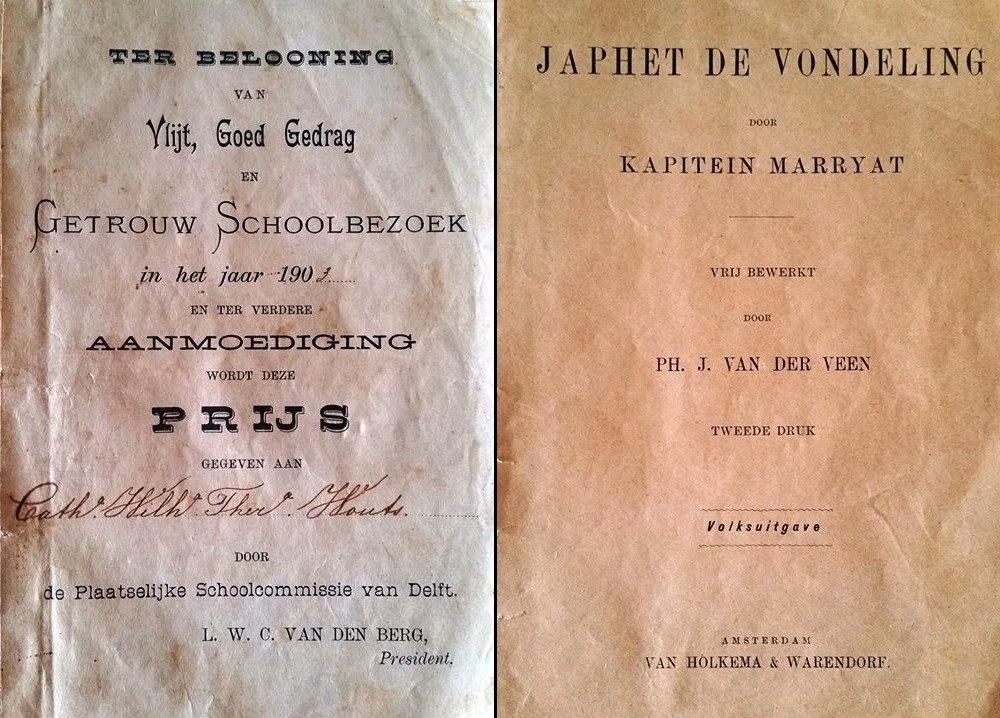 TER BELOONING
VAN
Vlijt, Goed Gedrag
EN
GETROUW SCHOOLBEZOEK
in het jaar 1903
EN TER VERDERE
AANMOEDIGING
WORDT DEZE
PRIJS
GEGEVEN AAN
Cath^a. Wilh^a. Ther^a. Wouts.
DOOR
de Plaatselijke Schoolcommissie van Delft.
L. W. C. VAN DEN BERG,
President.
JAPHET DE VONDELING
DOOR
KAPITEIN MARRYAT
VRIJ BEWERKT
DOOR
PH. J. VAN DER VEEN
TWEEDE DRUK
Volksuitgave
AMSTERDAM
VAN HOLKEMA & WARENDORF.